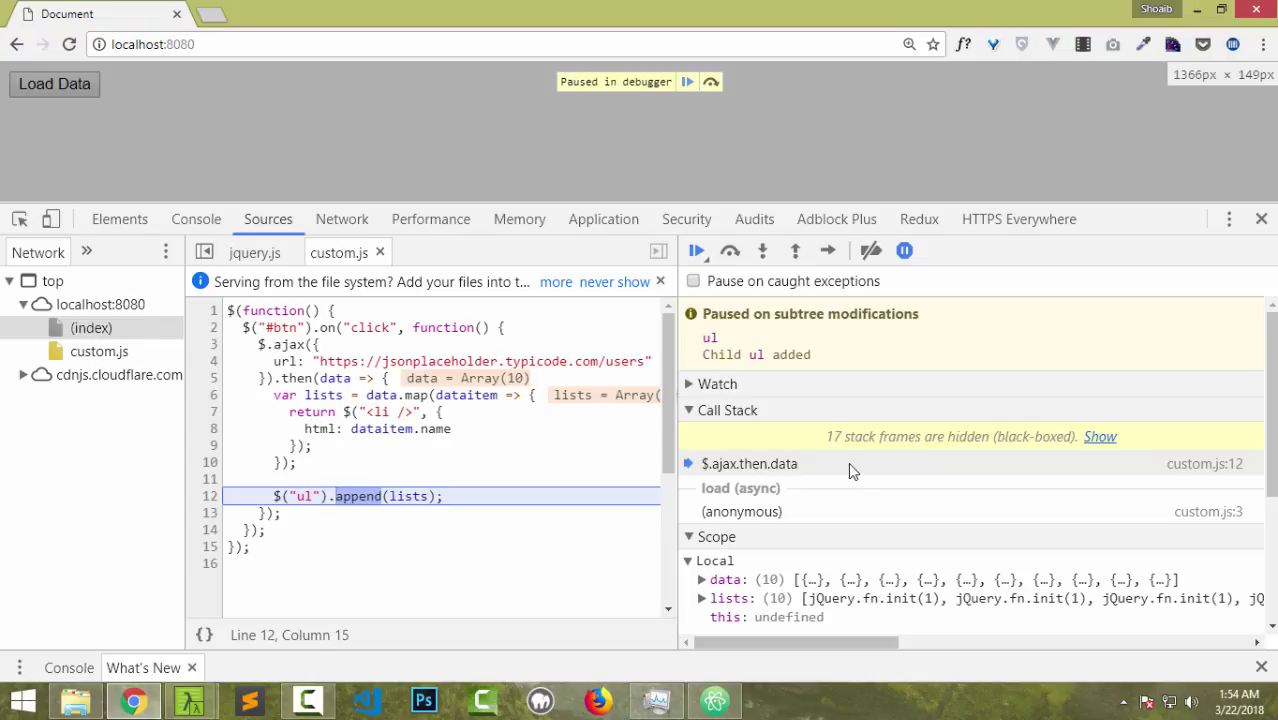 Document
Shoaib
localhost:8080
f?
Load Data
Paused in debugger
1366px × 149px
Elements
Console
Sources
Network
Performance
Memory
Application
Security
Audits
Adblock Plus
Redux
HTTPS Everywhere
Network
»
jquery.js
custom.js
top
localhost:8080
(index)
custom.js
cdnjs.cloudflare.com
Serving from the file system? Add your files into t... more never show
1 $(function() {
2 $("#btn").on("click", function() {
3 $.ajax({
4 url: "https://jsonplaceholder.typicode.com/users"
5 }).then(data => { data = Array(10)
6 var lists = data.map(dataitem => { lists = Array(
7 return $("<li />", {
8 html: dataitem.name
9 });
10 });
11
12 $("ul").append(lists);
13 });
14 });
15 });
16
{} Line 12, Column 15
Pause on caught exceptions
Paused on subtree modifications
ul
Child ul added
Watch
Call Stack
17 stack frames are hidden (black-boxed). Show
$.ajax.then.data custom.js:12
load (async)
(anonymous) custom.js:3
Scope
Local
data: (10) [{…}, {…}, {…}, {…}, {…}, {…}, {…}, {…}, {…}, {…}]
lists: (10) [jQuery.fn.init(1), jQuery.fn.init(1), jQuery.fn.init(1), jQ
this: undefined
Console
What's New
Ps
1:54 AM
3/22/2018